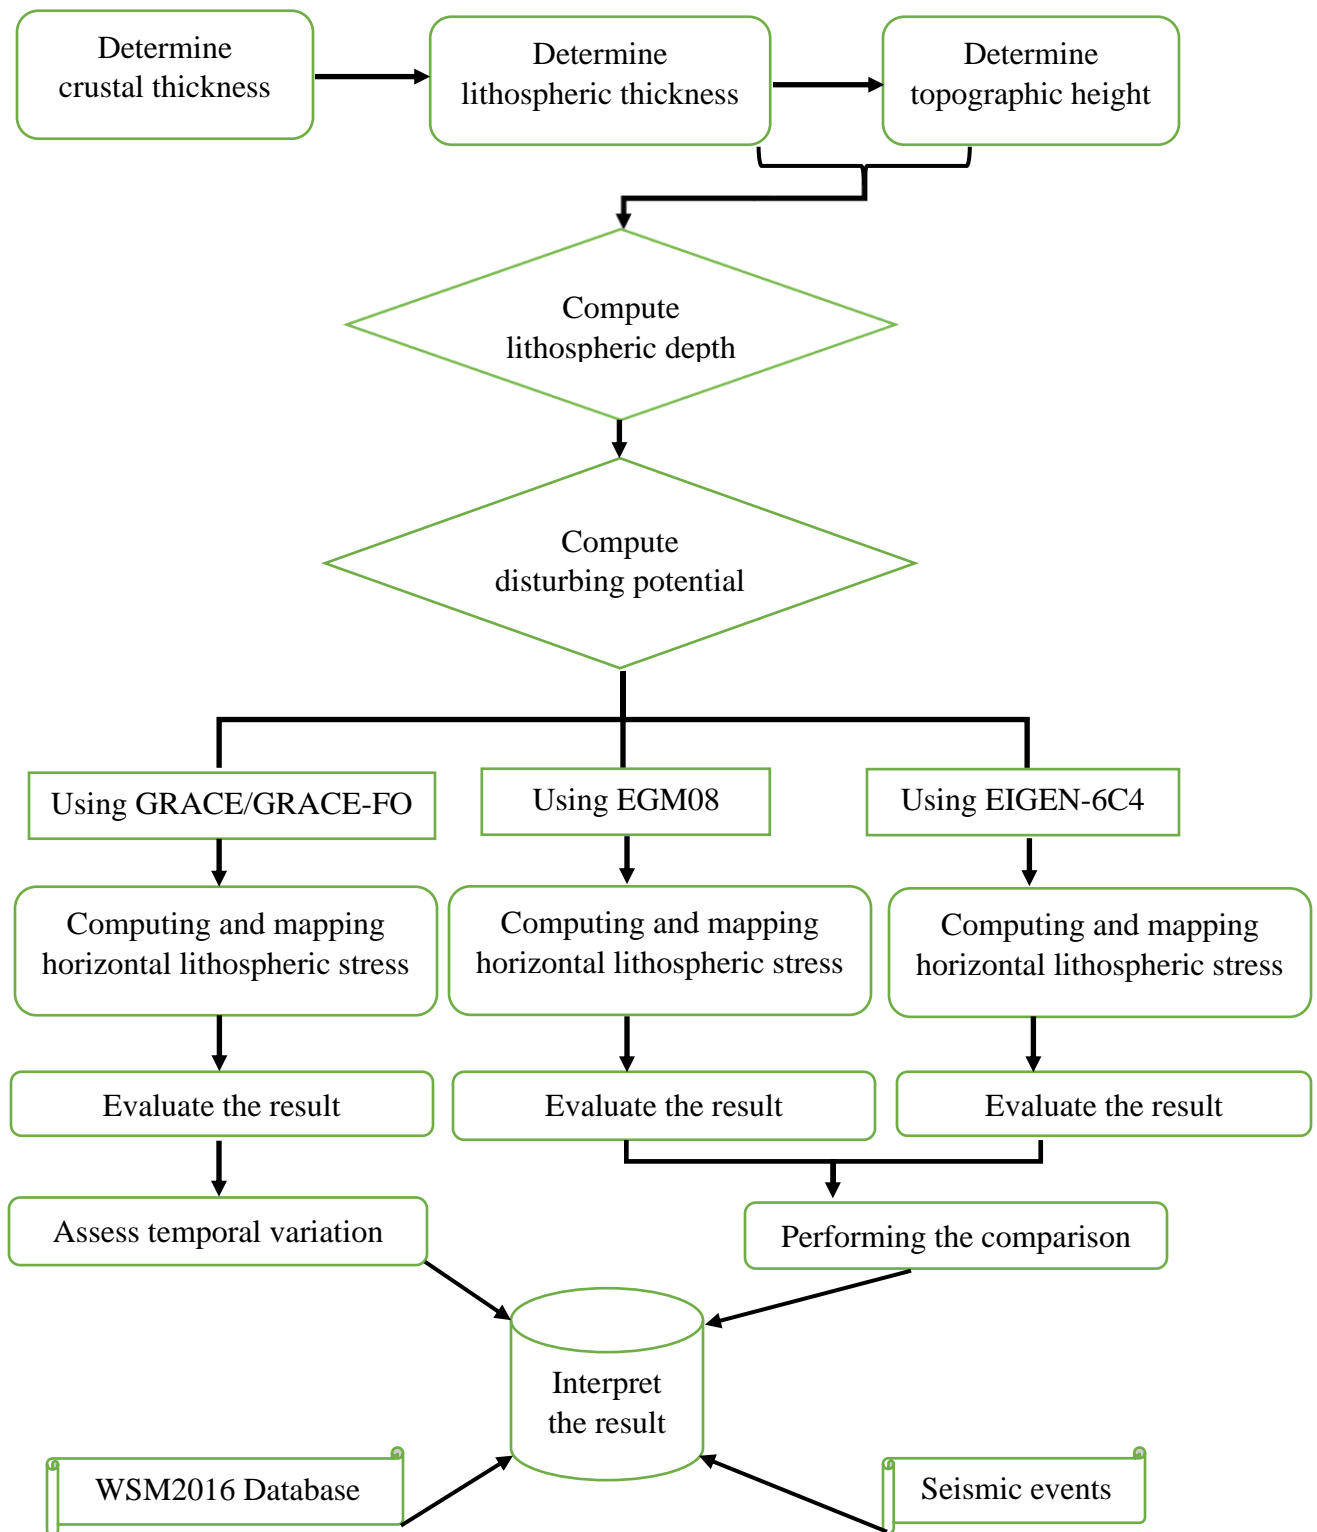 Determine
crustal thickness
Determine
lithospheric thickness
Determine
topographic height
Compute
lithospheric depth
Compute
disturbing potential
Using GRACE/GRACE-FO
Using EGM08
Using EIGEN-6C4
Computing and mapping
horizontal lithospheric stress
Computing and mapping
horizontal lithospheric stress
Computing and mapping
horizontal lithospheric stress
Evaluate the result
Evaluate the result
Evaluate the result
Assess temporal variation
Performing the comparison
Interpret
the result
WSM2016 Database
Seismic events